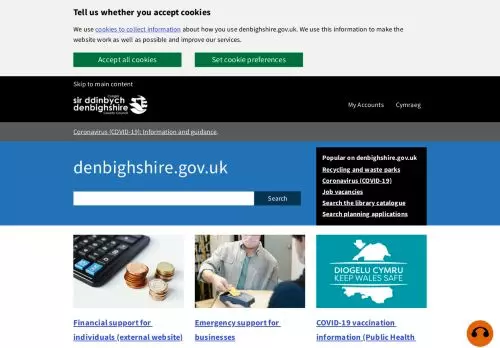 Tell us whether you accept cookies
We use cookies to collect information about how you use denbighshire.gov.uk. We use this information to make the
website work as well as possible and improve our services.
Accept all cookies
Set cookie preferences
Skip to main content
Cyngor
sir ddinbych
denbighshire
County Council
My Accounts
Cymraeg
Coronavirus (COVID-19): Information and guidance.
denbighshire.gov.uk
Search
Popular on denbighshire.gov.uk
Recycling and waste parks
Coronavirus (COVID-19)
Job vacancies
Search the library catalogue
Search planning applications
DIOGELU CYMRU
KEEP WALES SAFE
Financial support for
individuals (external website)
Emergency support for
businesses
COVID-19 vaccination
information (Public Health